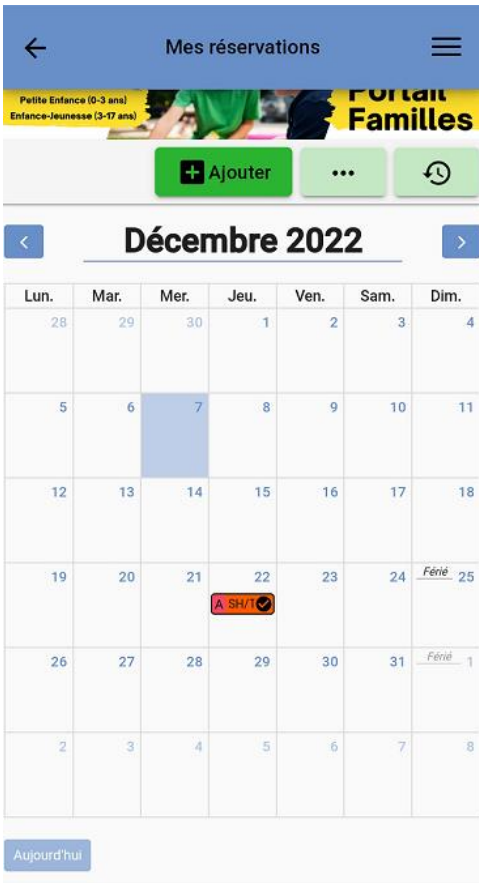 Mes réservations
Petite Enfance (0-3 ans)
Enfance-Jeunesse (3-17 ans)
Portail
Familles
Ajouter
Décembre 2022
Lun. Mar. Mer. Jeu. Ven. Sam. Dim.
28 29 30 1 2 3 4
5 6 7 8 9 10 11
12 13 14 15 16 17 18
19 20 21 22 23 24 Férié 25
A SH/T
26 27 28 29 30 31 Férié 1
2 3 4 5 6 7 8
Aujourd'hui